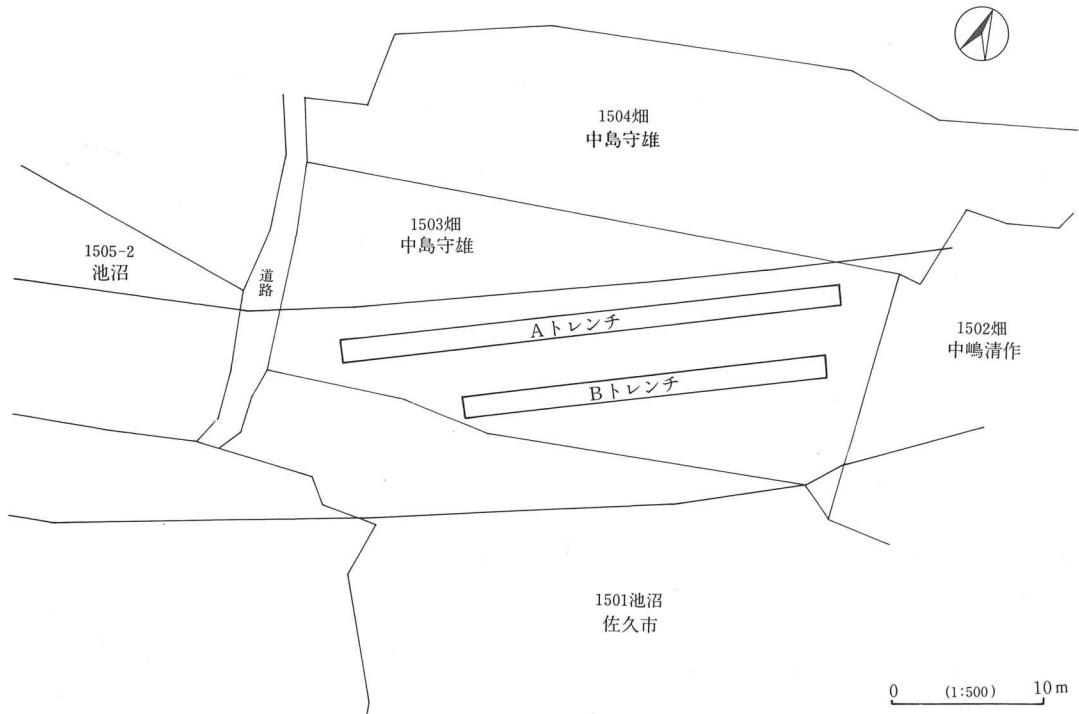 1504畑
中島守雄
1503畑
中島守雄
1505-2
池沼
道路
Aトレンチ
1502畑
中嶋清作
Bトレンチ
1501池沼
佐久市
0 (1:500) 10m